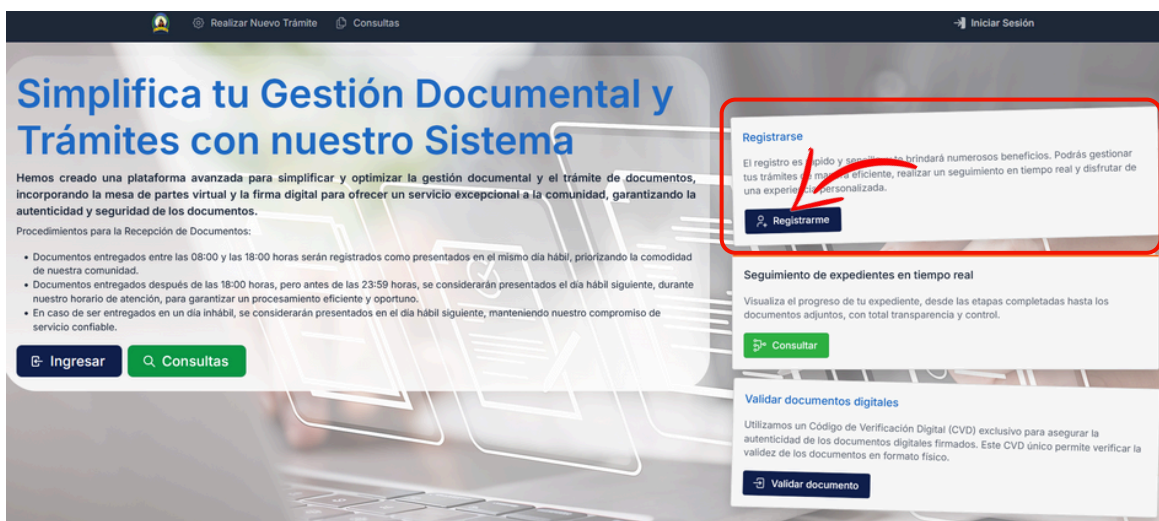 Realizar Nuevo Trámite
Consultas
Iniciar Sesión
Simplifica tu Gestión Documental y
Trámites con nuestro Sistema
Hemos creado una plataforma avanzada para simplificar y optimizar la gestión documental y el trámite de documentos,
incorporando la mesa de partes virtual y la firma digital para ofrecer un servicio excepcional a la comunidad, garantizando la
autenticidad y seguridad de los documentos.
Procedimientos para la Recepción de Documentos:
• Documentos entregados entre las 08:00 y las 18:00 horas serán registrados como presentados en el mismo día hábil, priorizando la comodidad
de nuestra comunidad.
• Documentos entregados después de las 18:00 horas, pero antes de las 23:59 horas, se considerarán presentados el día hábil siguiente, durante
nuestro horario de atención, para garantizar un procesamiento eficiente y oportuno.
• En caso de ser entregados en un día inhábil, se considerarán presentados en el día hábil siguiente, manteniendo nuestro compromiso de
servicio confiable.
Ingresar
Consultas
Registrarse
El registro es rápido y te brindará numerosos beneficios. Podrás gestionar
tus trámites de manera eficiente, realizar un seguimiento en tiempo real y disfrutar de
una experiencia personalizada.
Registrarme
Seguimiento de expedientes en tiempo real
Visualiza el progreso de tu expediente, desde las etapas completadas hasta los
documentos adjuntos, con total transparencia y control.
Consultar
Validar documentos digitales
Utilizamos un Código de Verificación Digital (CVD) exclusivo para asegurar la
autenticidad de los documentos digitales firmados. Este CVD único permite verificar la
validez de los documentos en formato físico.
Validar documento